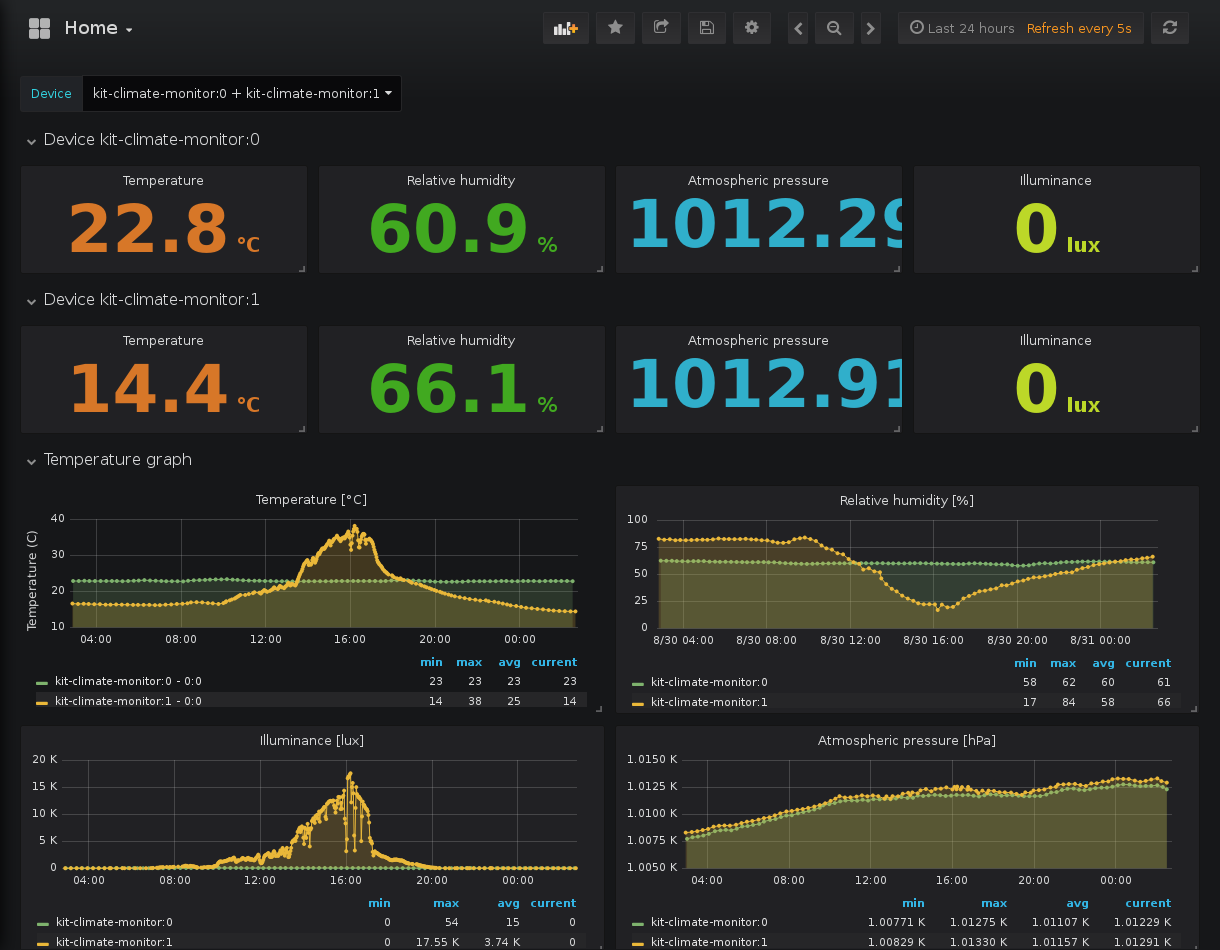 Home
Last 24 hours Refresh every 5s
Device kit-climate-monitor:0 + kit-climate-monitor:1
Device kit-climate-monitor:0
Temperature Relative humidity Atmospheric pressure Illuminance
22.8 °C 60.9 % 1012.29 0 lux
Device kit-climate-monitor:1
Temperature Relative humidity Atmospheric pressure Illuminance
14.4 °C 66.1 % 1012.91 0 lux
Temperature graph
Temperature [°C]
Temperature (C)
40
30
20
10
04:00 08:00 12:00 16:00 20:00 00:00
min max avg current
kit-climate-monitor:0 - 0:0 23 23 23 23
kit-climate-monitor:1 - 0:0 14 38 25 14
Relative humidity [%]
100
75
50
25
0
8/30 04:00 8/30 08:00 8/30 12:00 8/30 16:00 8/30 20:00 8/31 00:00
min max avg current
kit-climate-monitor:0 58 62 60 61
kit-climate-monitor:1 17 84 58 66
Illuminance [lux]
20 K
15 K
10 K
5 K
0
04:00 08:00 12:00 16:00 20:00 00:00
min max avg current
kit-climate-monitor:0 0 54 15 0
kit-climate-monitor:1 0 17.55 K 3.74 K 0
Atmospheric pressure [hPa]
1.0150 K
1.0125 K
1.0100 K
1.0075 K
1.0050 K
04:00 08:00 12:00 16:00 20:00 00:00
min max avg current
kit-climate-monitor:0 1.00771 K 1.01275 K 1.01107 K 1.01229 K
kit-climate-monitor:1 1.00829 K 1.01330 K 1.01157 K 1.01291 K